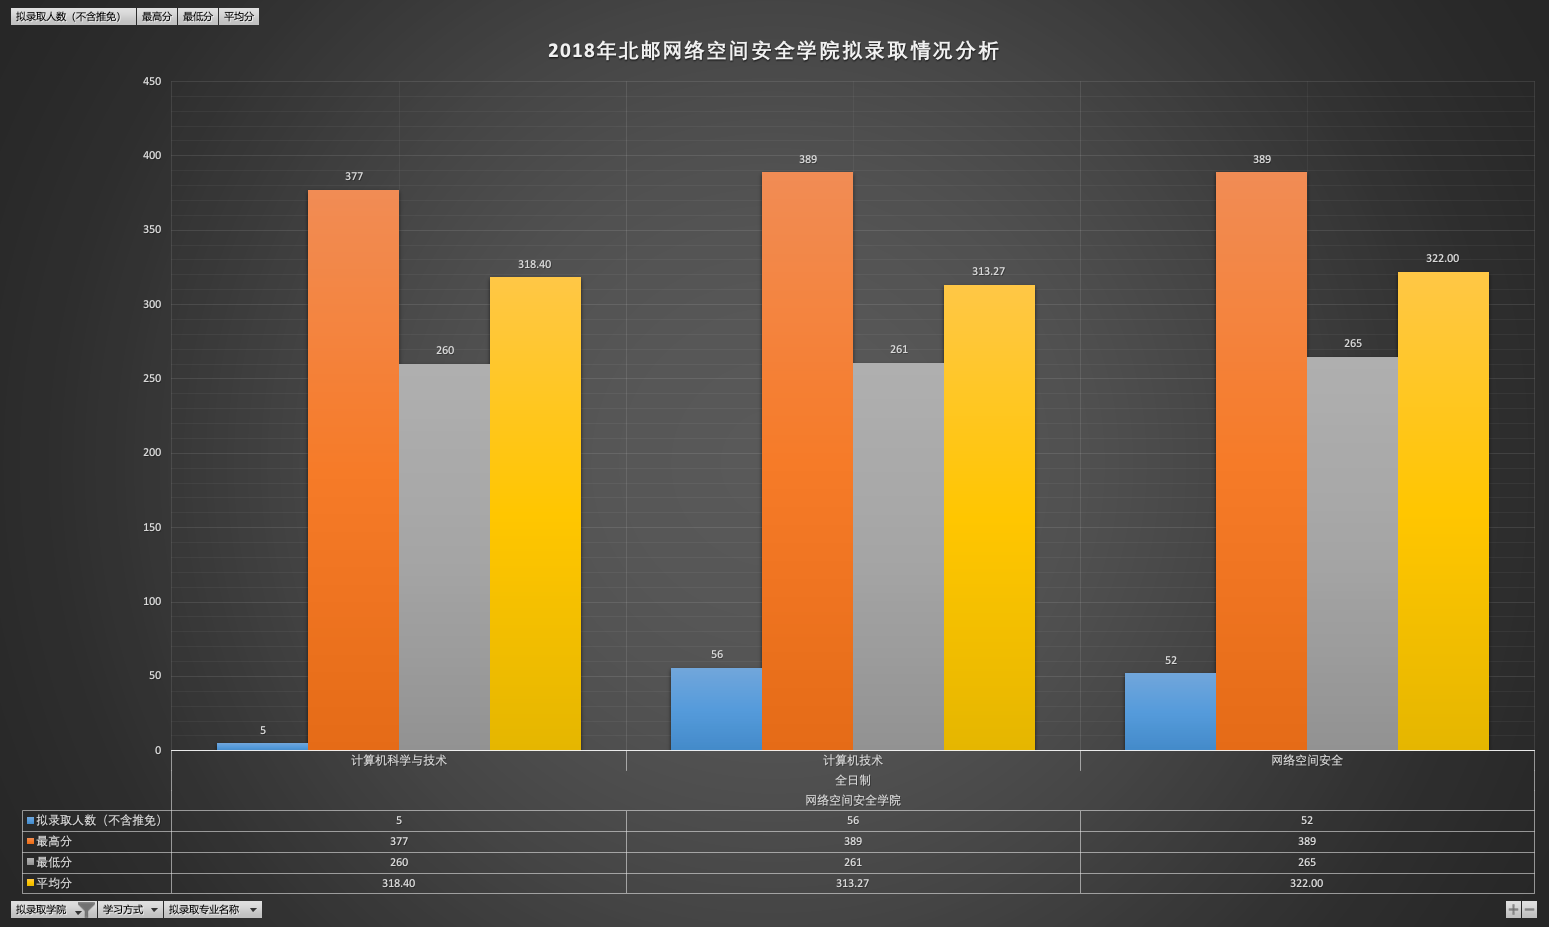 拟录取人数（不含推免） 最高分 最低分 平均分
2018年北邮网络空间安全学院拟录取情况分析
450
400
350
300
250
200
150
100
50
0
5 377 260 318.40
56 389 261 313.27
52 389 265 322.00
计算机科学与技术 计算机技术 网络空间安全
全日制
网络空间安全学院
拟录取人数（不含推免） 5 56 52
最高分 377 389 389
最低分 260 261 265
平均分 318.40 313.27 322.00
拟录取学院 学习方式 拟录取专业名称